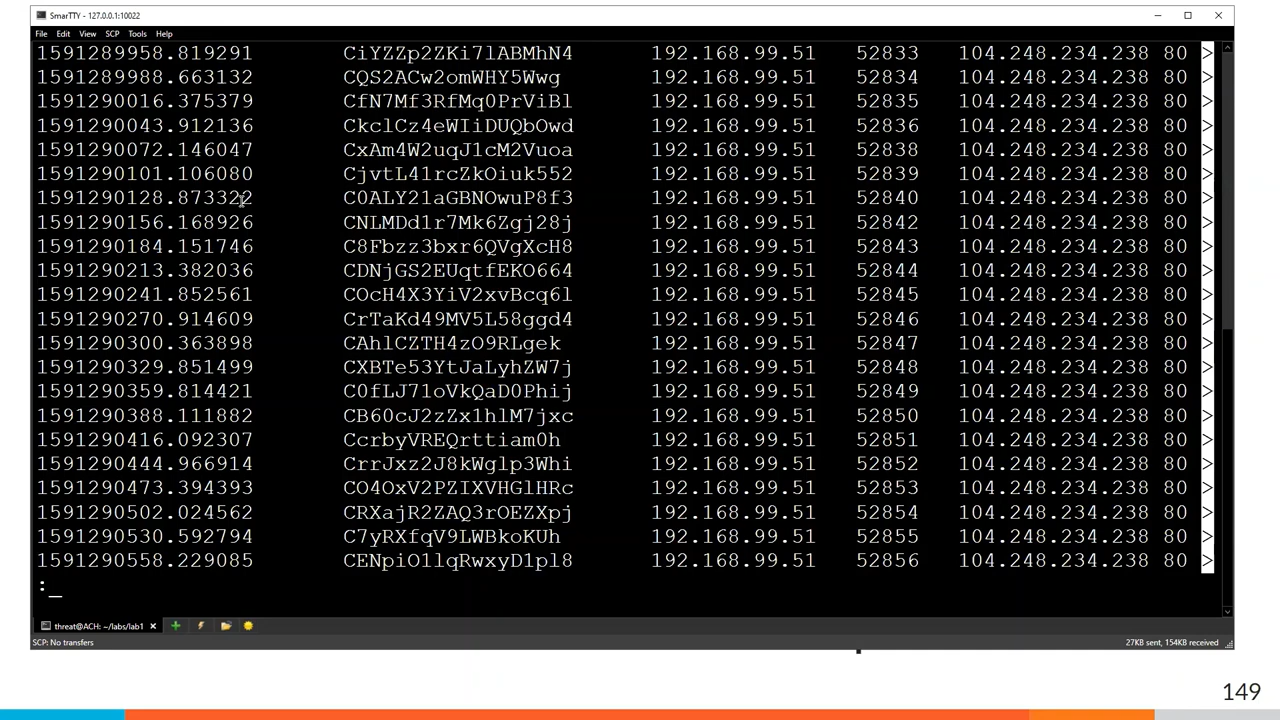 SmarTTY - 127.0.0.1:10022
File Edit View SCP Tools Help
1591289958.819291 CiYZZp2ZKi7lABMhN4 192.168.99.51 52833 104.248.234.238 80 >
1591289988.663132 CQS2ACw2omWHY5Wwg 192.168.99.51 52834 104.248.234.238 80 >
1591290016.375379 CfN7Mf3RfMq0PrViBl 192.168.99.51 52835 104.248.234.238 80 >
1591290043.912136 CkclCz4eWIiDUQbOwd 192.168.99.51 52836 104.248.234.238 80 >
1591290072.146047 CxAm4W2uqJlcM2Vuoa 192.168.99.51 52838 104.248.234.238 80 >
1591290101.106080 CjvtL41rcZkOiuk552 192.168.99.51 52839 104.248.234.238 80 >
1591290128.873322 C0ALY21aGBNOwuP8f3 192.168.99.51 52840 104.248.234.238 80 >
1591290156.168926 CNLMDd1r7Mk6Zgj28j 192.168.99.51 52842 104.248.234.238 80 >
1591290184.151746 C8Fbzz3bxr6QVgXcH8 192.168.99.51 52843 104.248.234.238 80 >
1591290213.382036 CDNjGS2EUqtfEKO664 192.168.99.51 52844 104.248.234.238 80 >
1591290241.852561 COcH4X3YiV2xvBcq6l 192.168.99.51 52845 104.248.234.238 80 >
1591290270.914609 CrTaKd49MV5L58ggd4 192.168.99.51 52846 104.248.234.238 80 >
1591290300.363898 CAhlCZTH4zO9RLgek 192.168.99.51 52847 104.248.234.238 80 >
1591290329.851499 CXBTe53YtJaLyhZW7j 192.168.99.51 52848 104.248.234.238 80 >
1591290359.814421 C0fLJ71oVkQaD0Phij 192.168.99.51 52849 104.248.234.238 80 >
1591290388.111882 CB60cJ2zZx1hlM7jxc 192.168.99.51 52850 104.248.234.238 80 >
1591290416.092307 CcrbyVREQrttiam0h 192.168.99.51 52851 104.248.234.238 80 >
1591290444.966914 CrrJxz2J8kWglp3Whi 192.168.99.51 52852 104.248.234.238 80 >
1591290473.394393 CO4OxV2PZIXVHGlHRc 192.168.99.51 52853 104.248.234.238 80 >
1591290502.024562 CRXajR2ZAQ3rOEZXpj 192.168.99.51 52854 104.248.234.238 80 >
1591290530.592794 C7yRXfqV9LWBkoKUh 192.168.99.51 52855 104.248.234.238 80 >
1591290558.229085 CENpiOllqRwxyD1pl8 192.168.99.51 52856 104.248.234.238 80 >
:_
threat@ACH: ~/labs/lab1
SCP: No transfers 27KB sent, 154KB received
149